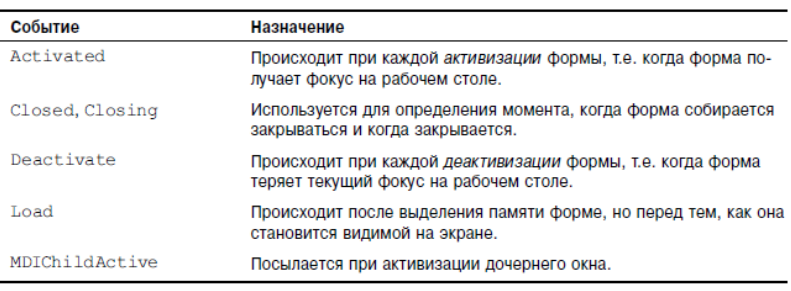 Событие Назначение
Activated Происходит при каждой активизации формы, т.е. когда форма по-
лучает фокус на рабочем столе.
Closed, Closing Используется для определения момента, когда форма собирается
закрываться и когда закрывается.
Deactivate Происходит при каждой деактивизации формы, т.е. когда форма
теряет текущий фокус на рабочем столе.
Load Происходит после выделения памяти форме, но перед тем, как она
становится видимой на экране.
MDIChildActive Посылается при активизации дочернего окна.